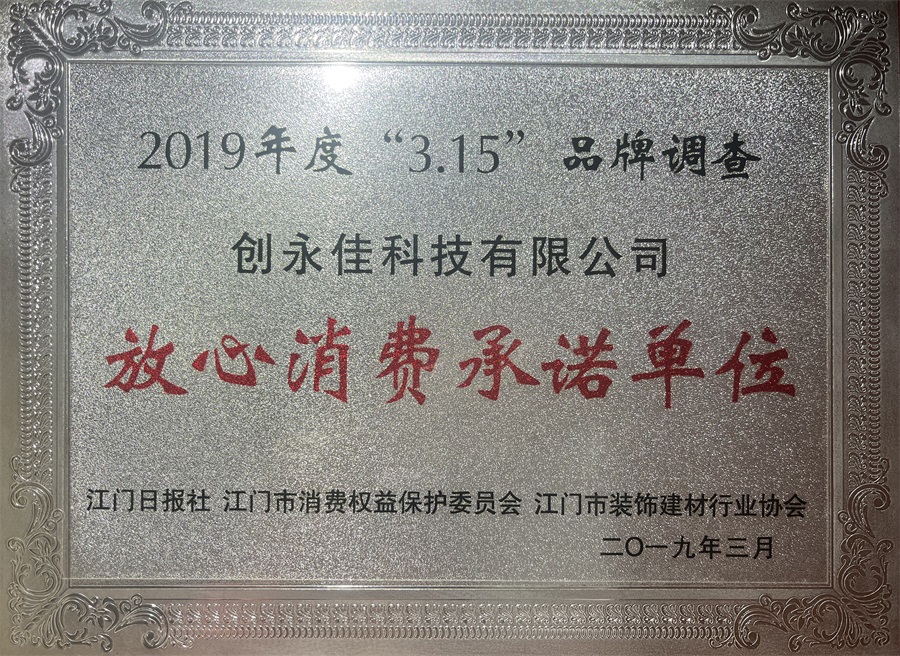 2019年度“3.15”品牌调查
创永佳科技有限公司
放心消费承诺单位
江门日报社 江门市消费权益保护委员会 江门市装饰建材行业协会
二〇一九年三月